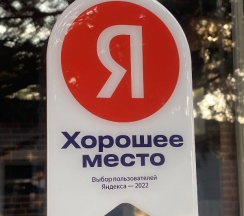 Я
Хорошее
место
Выбор пользователей
Яндекса — 2022